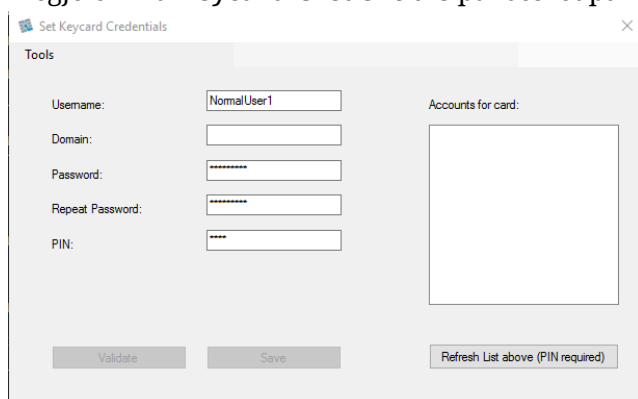 Set Keycard Credentials
Tools
Username:
NormalUser1
Accounts for card:
Domain:
Password:
*********
Repeat Password:
*********
PIN:
****
Validate
Save
Refresh List above (PIN required)